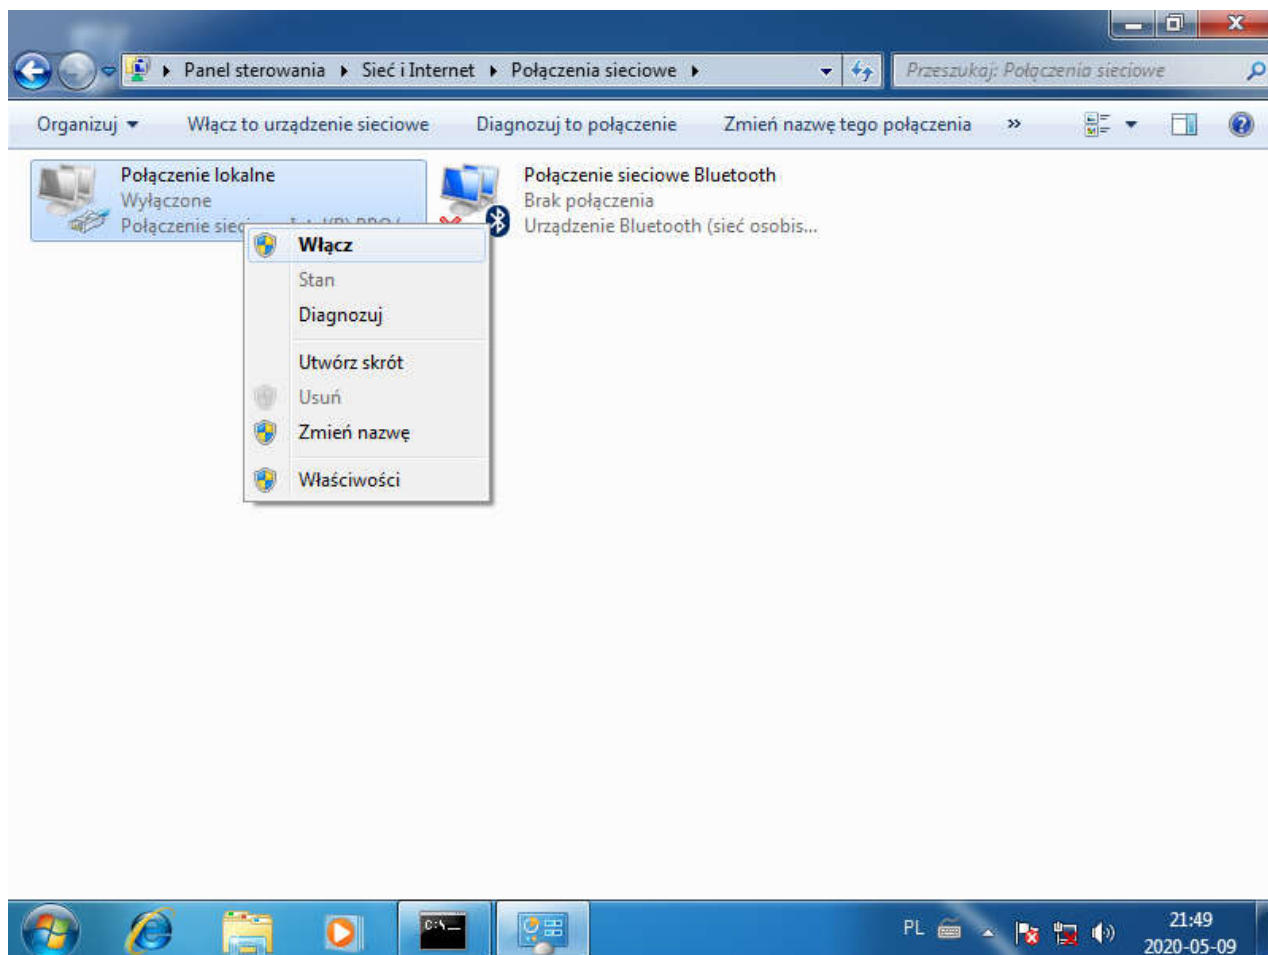 Panel sterowania Sieć i Internet Połączenia sieciowe Przeszukaj: Połączenia sieciowe
Organizuj Włącz to urządzenie sieciowe Diagnozuj to połączenie Zmień nazwę tego połączenia »
Połączenie lokalne
Wyłączone
Połączenie
Połączenie sieciowe Bluetooth
Brak połączenia
Urządzenie Bluetooth (sieć osobis...
Włącz
Stan
Diagnozuj
Utwórz skrót
Usuń
Zmień nazwę
Właściwości
C:\_
PL
21:49
2020-05-09